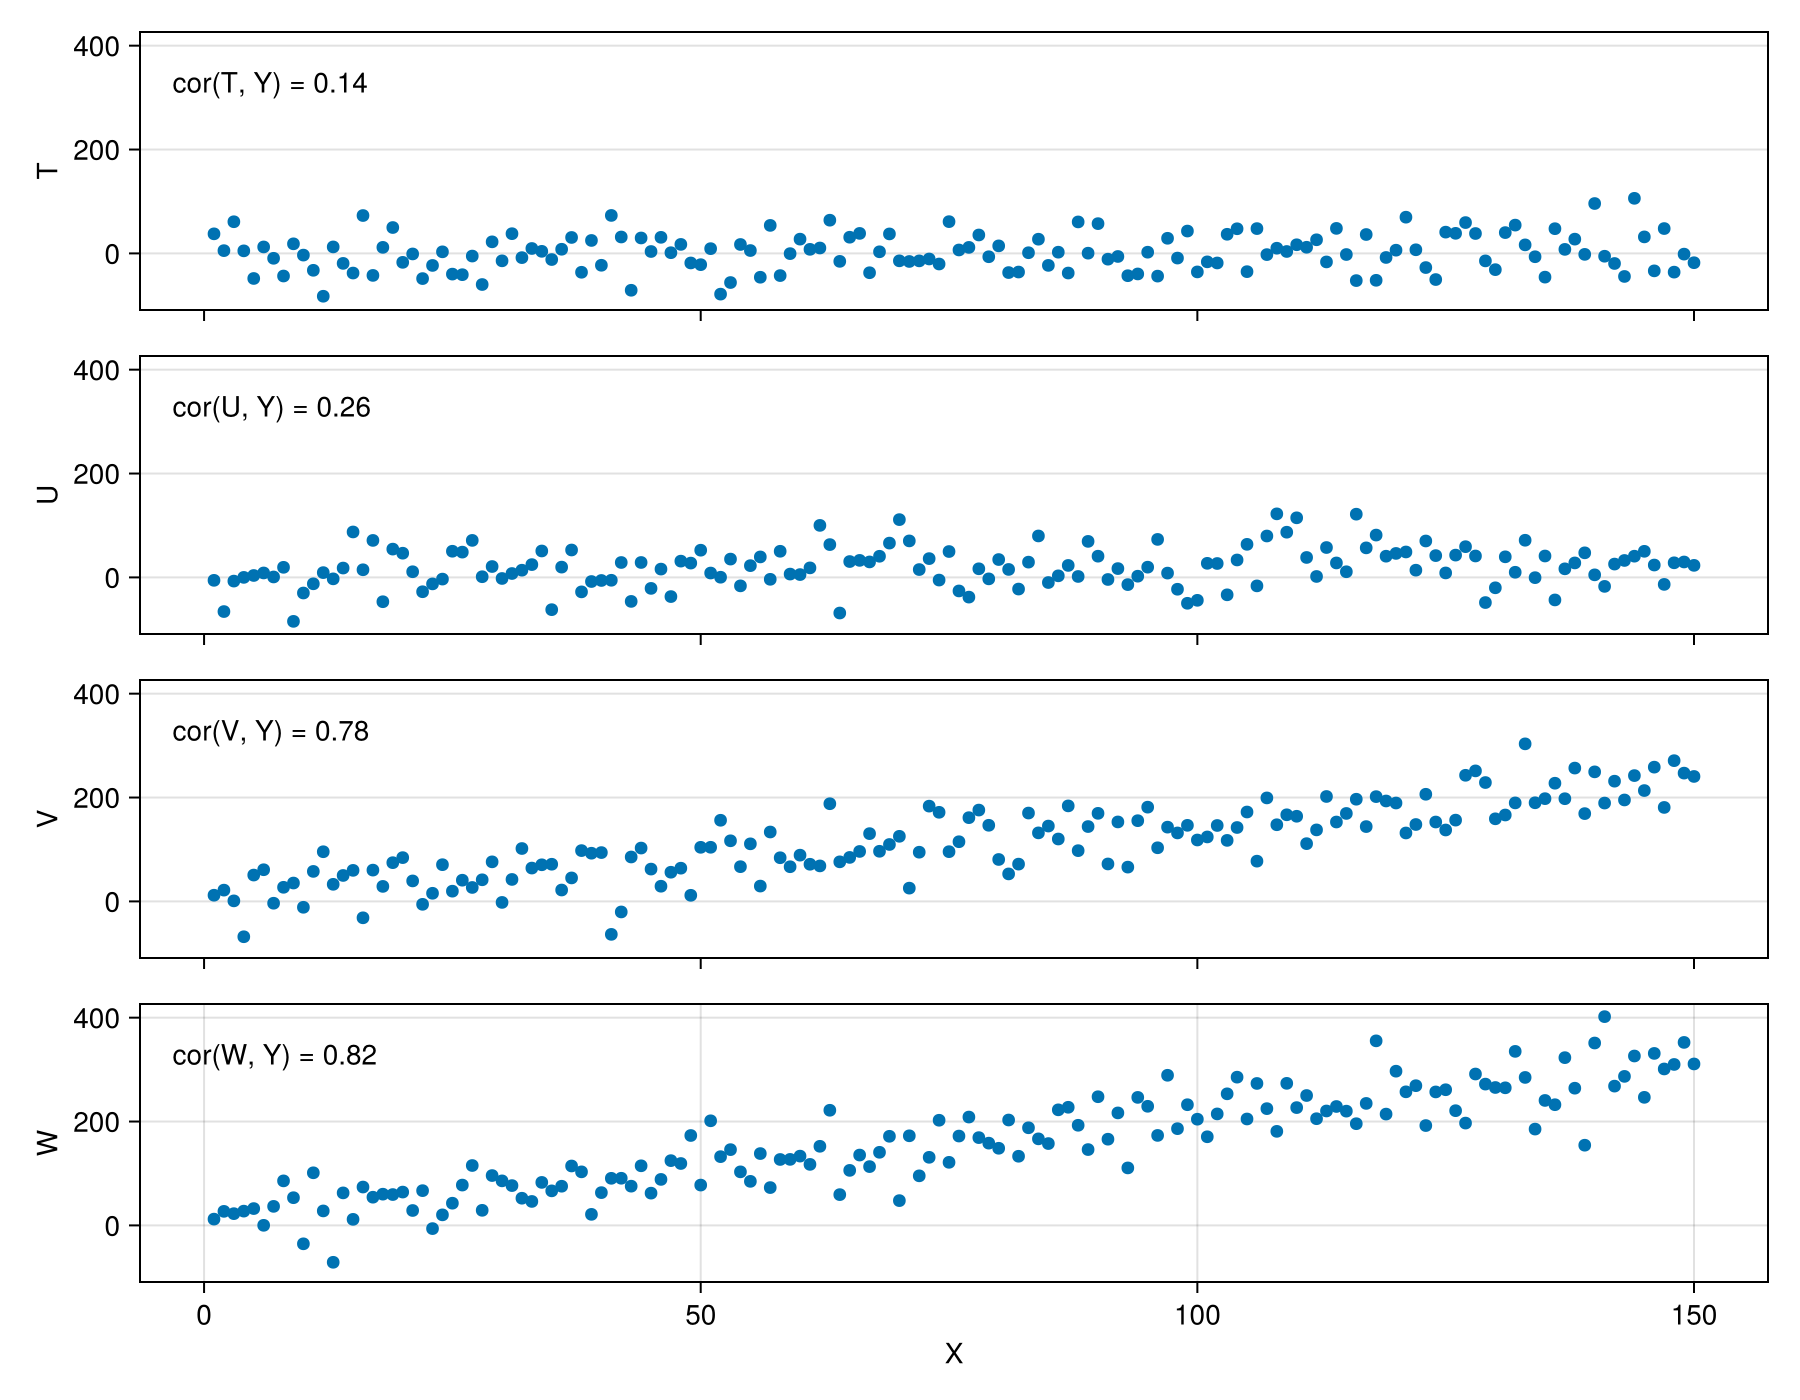 400
cor(T, Y) = 0.14
200
T
0
400
cor(U, Y) = 0.26
200
U
0
400
cor(V, Y) = 0.78
200
V
0
400
cor(W, Y) = 0.82
200
W
0
0 50 100 150
X